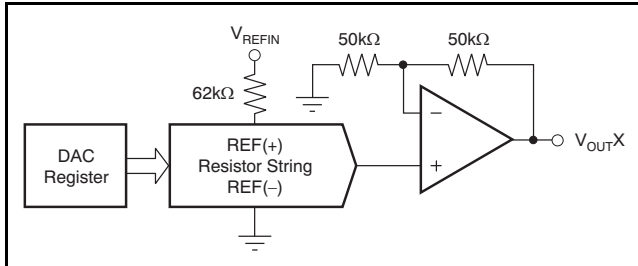 V_REFIN
50kΩ 50kΩ
62kΩ
DAC
Register
REF(+)
Resistor String
REF(−)
−
+
V_OUTX